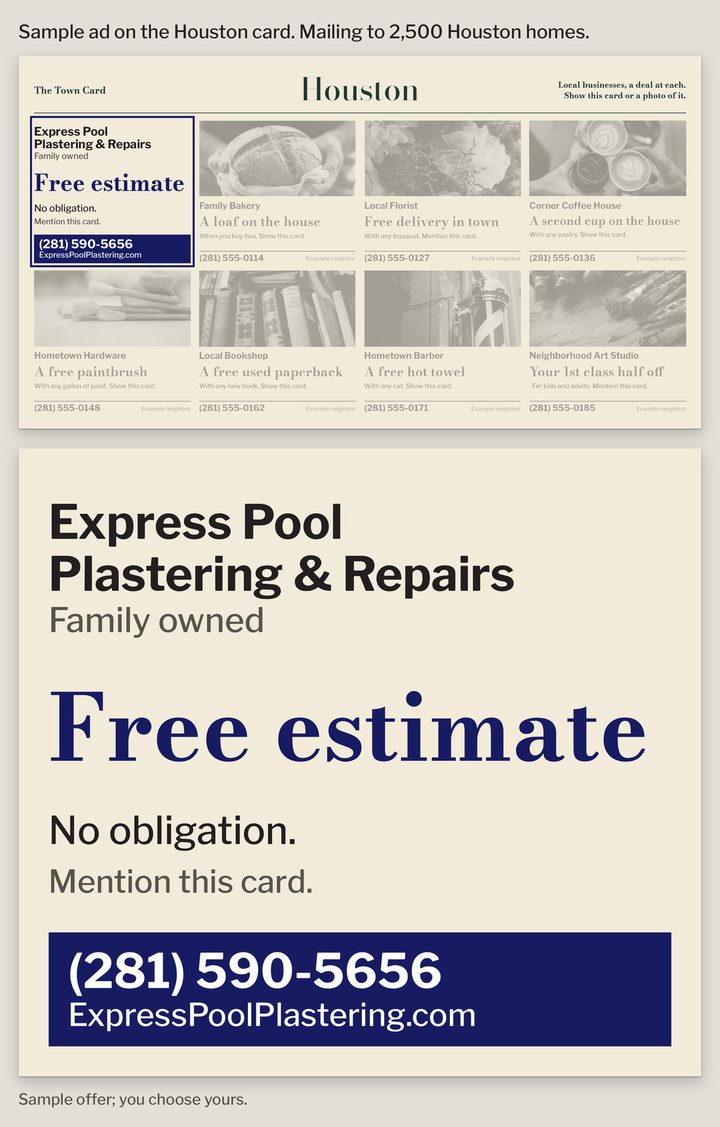 Sample ad on the Houston card. Mailing to 2,500 Houston homes.
The Town Card
Houston
Local businesses, a deal at each.
Show this card or a photo of it.
Express Pool
Plastering & Repairs
Family owned
Free estimate
No obligation.
Mention this card.
(281) 590-5656
ExpressPoolPlastering.com
Family Bakery
A loaf on the house
When you buy two. Show this card.
(281) 555-0114
Example neighbor
Local Florist
Free delivery in town
With any bouquet. Mention this card.
(281) 555-0127
Example neighbor
Corner Coffee House
A second cup on the house
With any pastry. Show this card.
(281) 555-0136
Example neighbor
Hometown Hardware
A free paintbrush
With any gallon of paint. Show this card.
(281) 555-0148
Example neighbor
Local Bookshop
A free used paperback
With any new book. Show this card.
(281) 555-0162
Example neighbor
Hometown Barber
A free hot towel
With any cut. Show this card.
(281) 555-0171
Example neighbor
Neighborhood Art Studio
Your 1st class half off
For kids and adults. Mention this card.
(281) 555-0185
Example neighbor
Express Pool
Plastering & Repairs
Family owned
Free estimate
No obligation.
Mention this card.
(281) 590-5656
ExpressPoolPlastering.com
Sample offer; you choose yours.